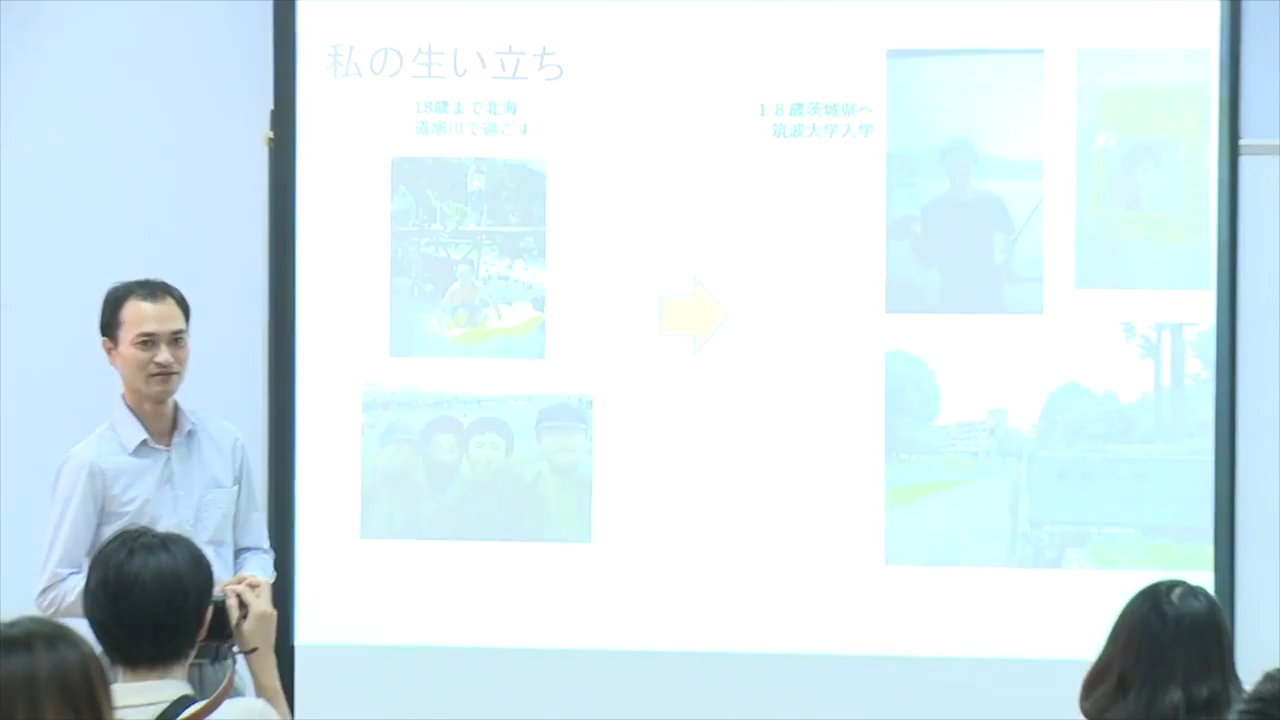 私の生い立ち
18歳まで北海
道旭川で過ごす
18歳茨城県へ
筑波大学入学